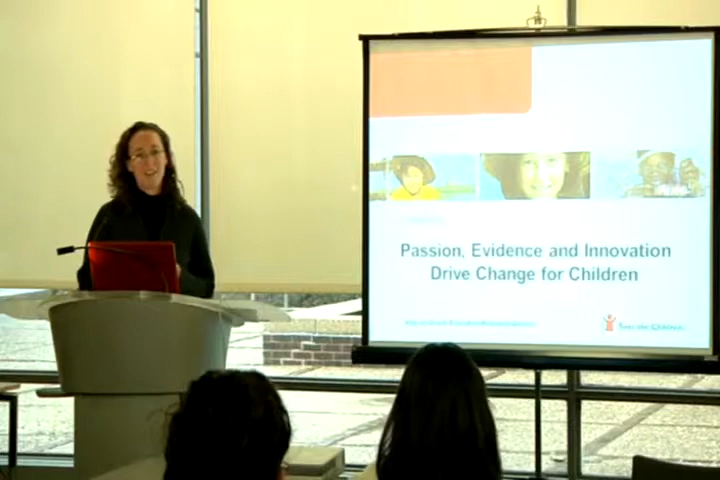 Passion, Evidence and Innovation
Drive Change for Children
Save the Children